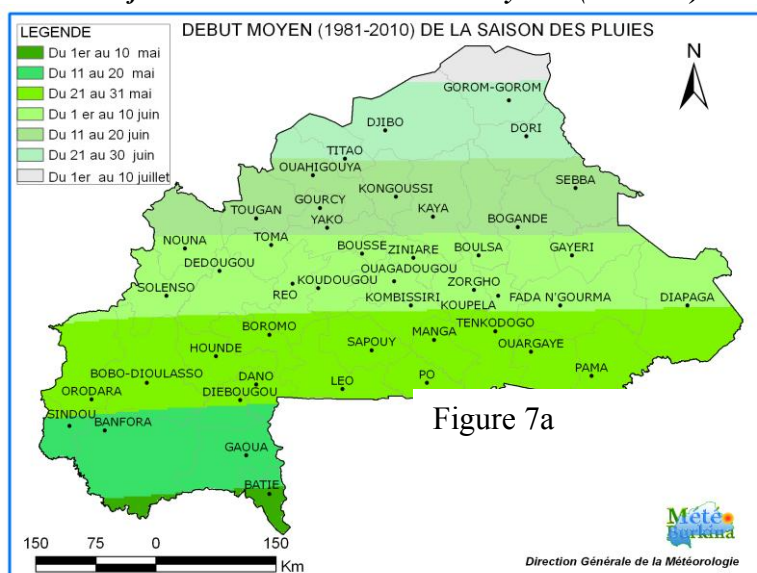 DEBUT MOYEN (1981-2010) DE LA SAISON DES PLUIES
LEGENDE
Du 1er au 10 mai
Du 11 au 20 mai
Du 21 au 31 mai
Du 1 er au 10 juin
Du 11 au 20 juin
Du 21 au 30 juin
Du 1er au 10 juillet
N
GOROM-GOROM
DJIBO
DORI
TITAO
OUAHIGOUYA
KONGOUSSI
SEBBA
GOURCY
TOUGAN
KAYA
YAKO
BOGANDE
NOUNA
TOMA
BOUSSE
ZINIARE
BOULSA
GAYERI
DEDOUGOU
OUAGADOUGOU
SOLENSO
REO
KOUDOUGOU
ZORGHO
KOMBISSIRI
KOUPELA
FADA N'GOURMA
DIAPAGA
BOROMO
MANGA
TENKODOGO
HOUNDE
SAPOUY
OUARGAYE
BOBO-DIOULASSO
DANO
LEO
PO
PAMA
ORODARA
DIEBOUGOU
SINDOU
BANFORA
Figure 7a
GAOUA
BATIE
150 75 0 150
Km
Météo
Burkina
Direction Générale de la Météorologie